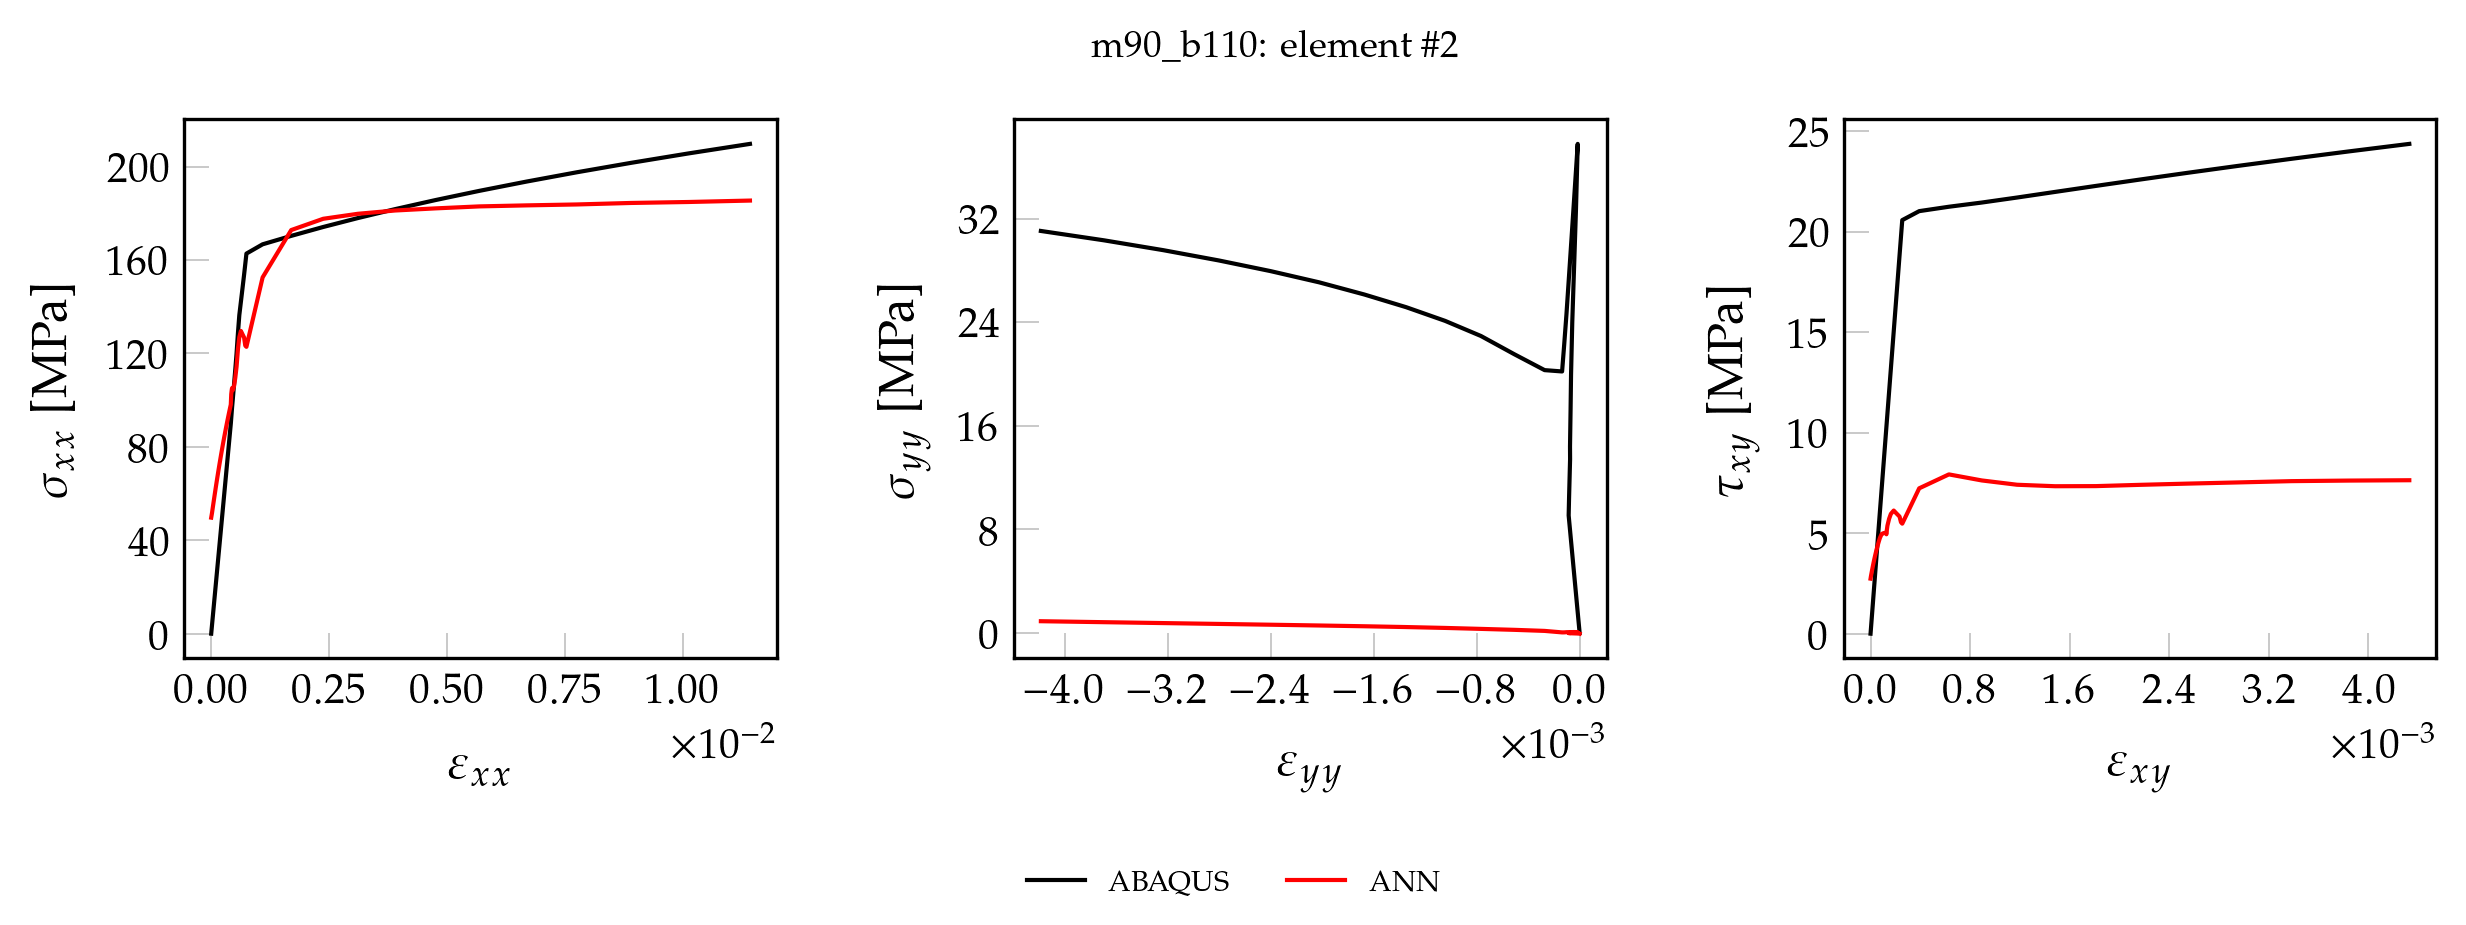 m90_b110: element #2
σxx [MPa]
200
160
120
80
40
0
0.00 0.25 0.50 0.75 1.00
×10−2
εxx
σyy [MPa]
32
24
16
8
0
−4.0 −3.2 −2.4 −1.6 −0.8 0.0
×10−3
εyy
τxy [MPa]
25
20
15
10
5
0
0.0 0.8 1.6 2.4 3.2 4.0
×10−3
εxy
ABAQUS ANN